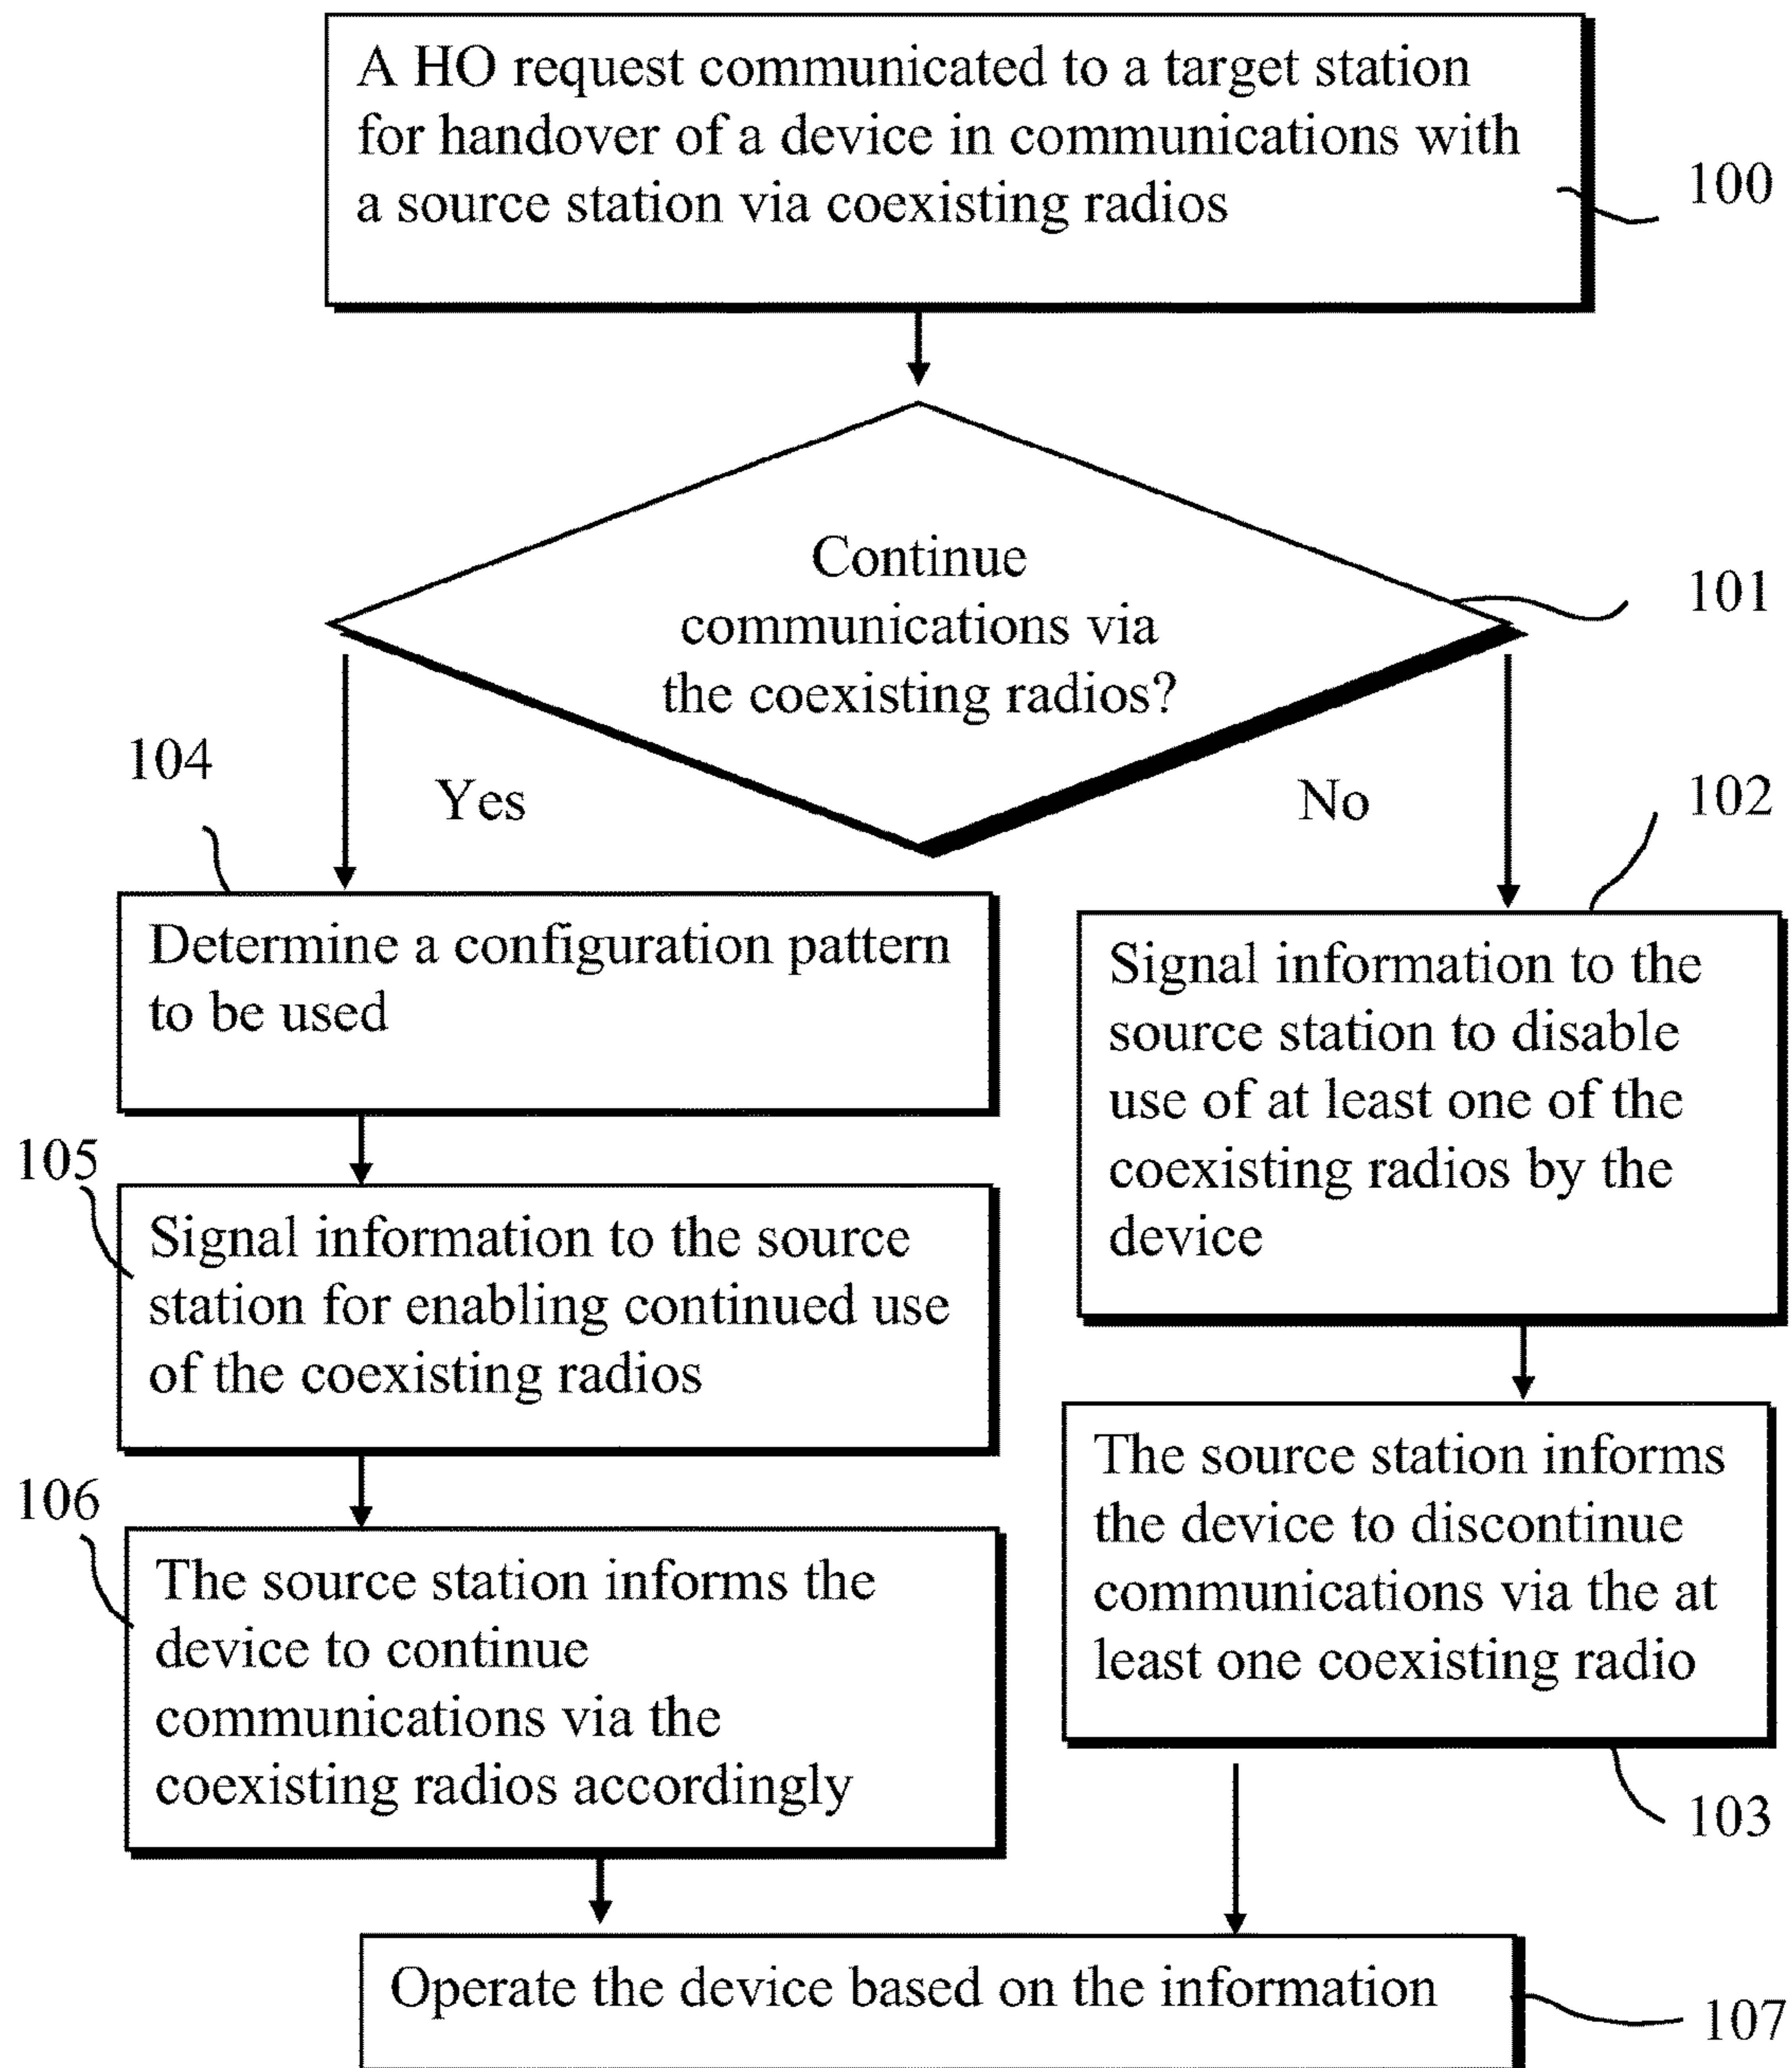 A HO request communicated to a target station
for handover of a device in communications with
a source station via coexisting radios
100
Continue
communications via
the coexisting radios?
101
104
Yes
No
102
Determine a configuration pattern
to be used
Signal information to the
source station to disable
use of at least one of the
coexisting radios by the
device
105
Signal information to the source
station for enabling continued use
of the coexisting radios
The source station informs
the device to discontinue
communications via the at
least one coexisting radio
106
The source station informs the
device to continue
communications via the
coexisting radios accordingly
103
Operate the device based on the information
107